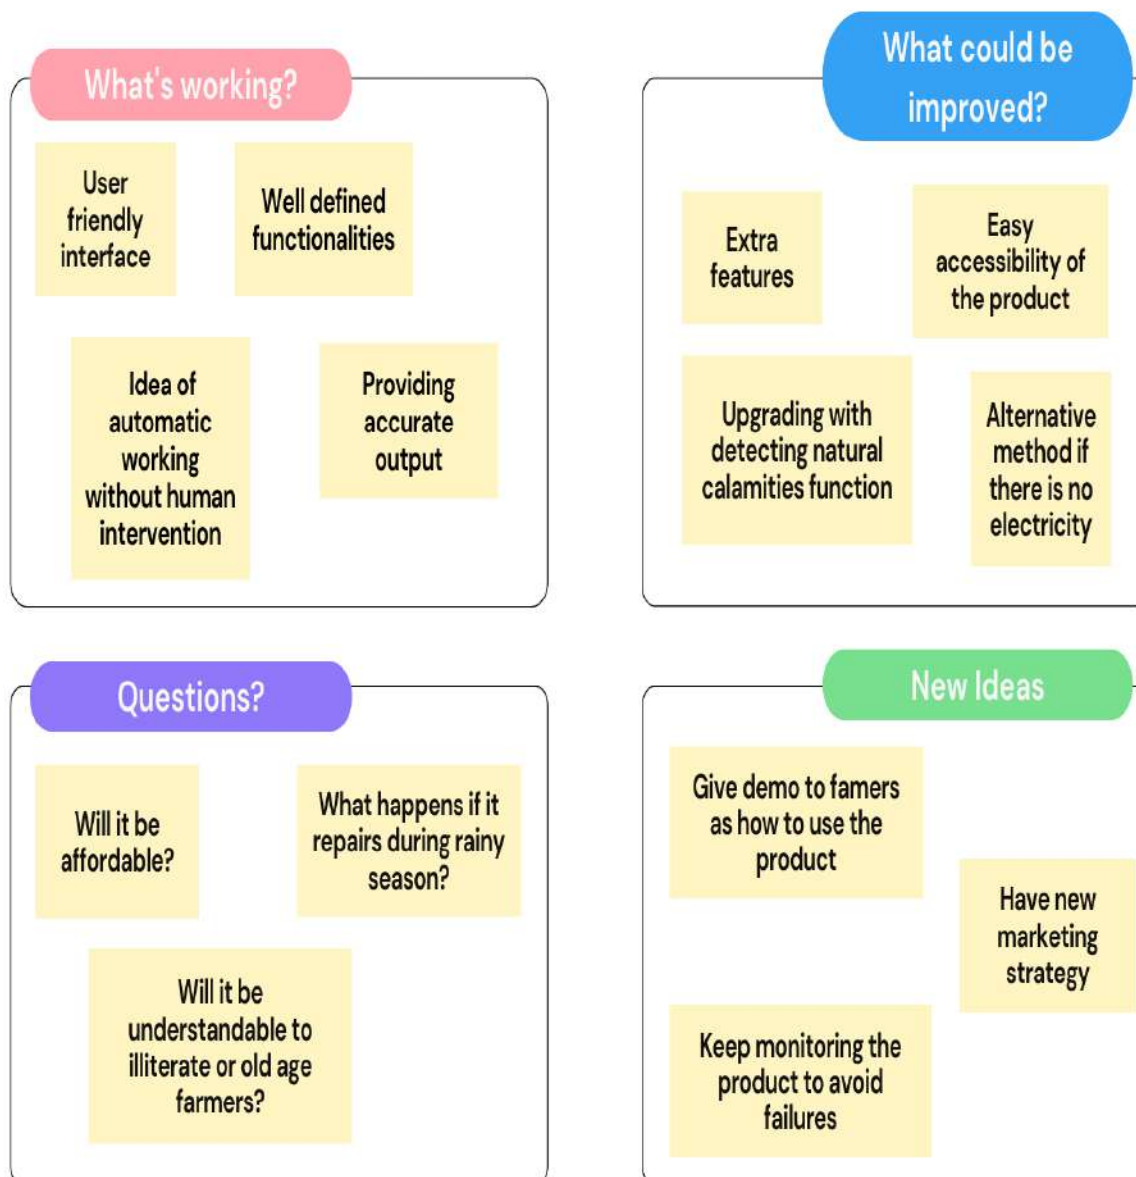 What's working?
User
friendly
interface
Well defined
functionalities
Idea of
automatic
working
without human
intervention
Providing
accurate
output
What could be
improved?
Extra
features
Easy
accessibility of
the product
Upgrading with
detecting natural
calamities function
Alternative
method if
there is no
electricity
Questions?
Will it be
affordable?
What happens if it
repairs during rainy
season?
Will it be
understandable to
illiterate or old age
farmers?
New Ideas
Give demo to famers
as how to use the
product
Have new
marketing
strategy
Keep monitoring the
product to avoid
failures